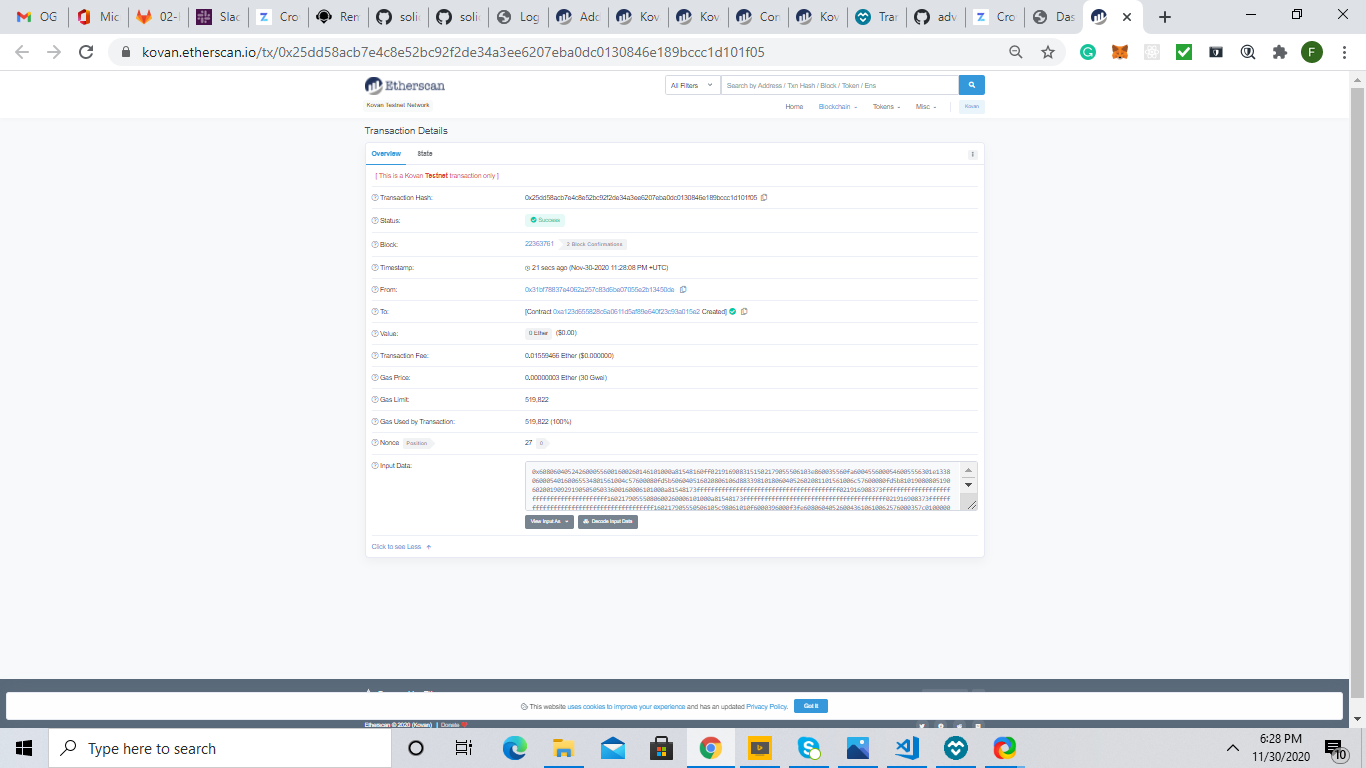 OG
Mic
02-
Slac
Cro
Ren
solic
solic
Log
Add
Kov
Kov
Con
Kov
Tra
adv
Cro
Das
kovan.etherscan.io/tx/0x25dd58acb7e4c8e52bc92f2de34a3ee6207eba0dc0130846e189bccc1d101f05
F
Etherscan
All Filters
Search by Address / Txn Hash / Block / Token / Ens
Kovan Testnet Network
Home Blockchain Tokens Misc Kovan
Transaction Details
Overview State
[ This is a Kovan Testnet transaction only ]
Transaction Hash: 0x25dd58acb7e4c8e52bc92f2de34a3ee6207eba0dc0130846e189bccc1d101f05
Status: Success
Block: 22363761 2 Block Confirmations
Timestamp: 21 secs ago (Nov-30-2020 11:28:08 PM +UTC)
From: 0x31bf78837e4062a257c83d6be07055e2b13450de
To: [Contract 0xa123d655828c6a0611d5af89e640f23c93a015e2 Created]
Value: 0 Ether ($0.00)
Transaction Fee: 0.01559466 Ether ($0.000000)
Gas Price: 0.00000003 Ether (30 Gwei)
Gas Limit: 519,822
Gas Used by Transaction: 519,822 (100%)
Nonce Position 27 0
Input Data:
View Input As Decode Input Data
Click to see Less
This website uses cookies to improve your experience and has an updated Privacy Policy. Got It
Etherscan © 2020 (Kovan) | Donate
Type here to search
6:28 PM
11/30/2020
10